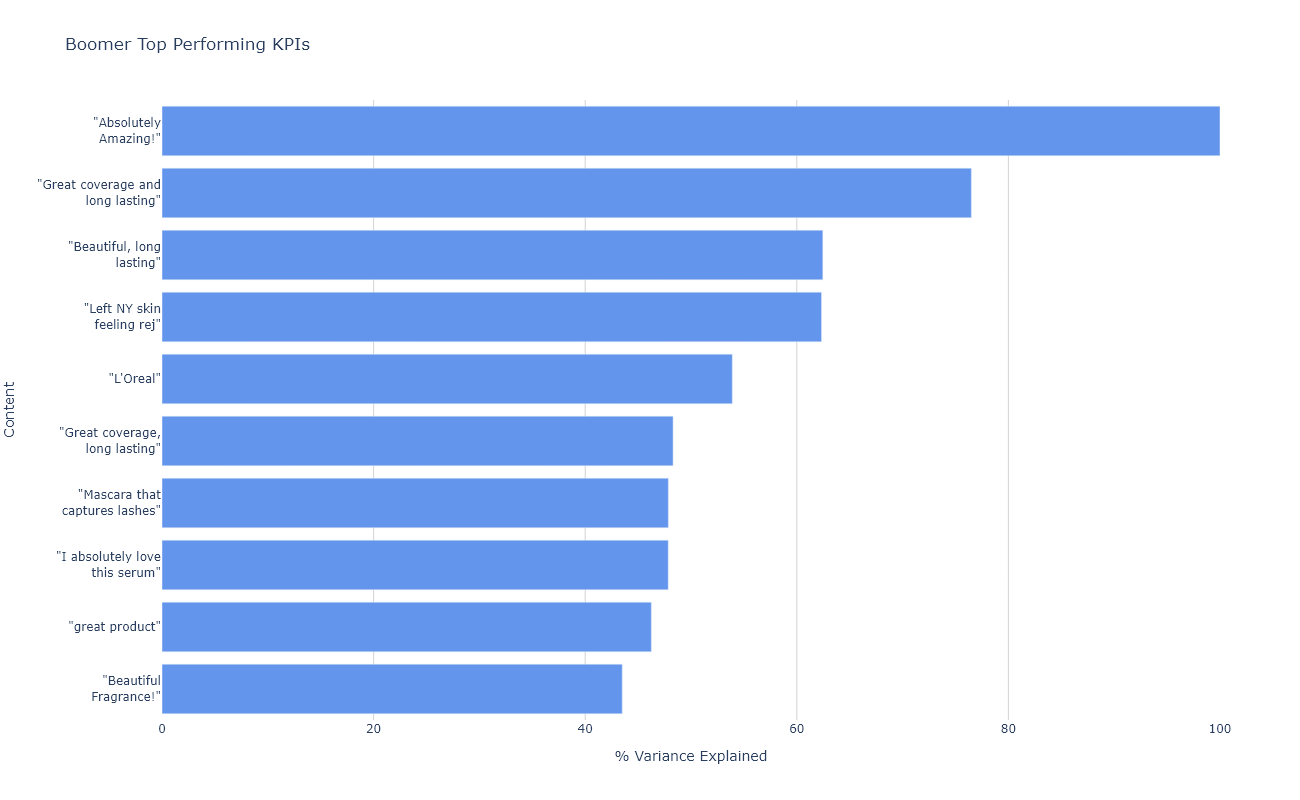 Boomer Top Performing KPIs
"Absolutely
Amazing!"
"Great coverage and
long lasting"
"Beautiful, long
lasting"
"Left NY skin
feeling rej"
"L'Oreal"
"Great coverage,
long lasting"
"Mascara that
captures lashes"
"I absolutely love
this serum"
"great product"
"Beautiful
Fragrance!"
Content
0 20 40 60 80 100
% Variance Explained